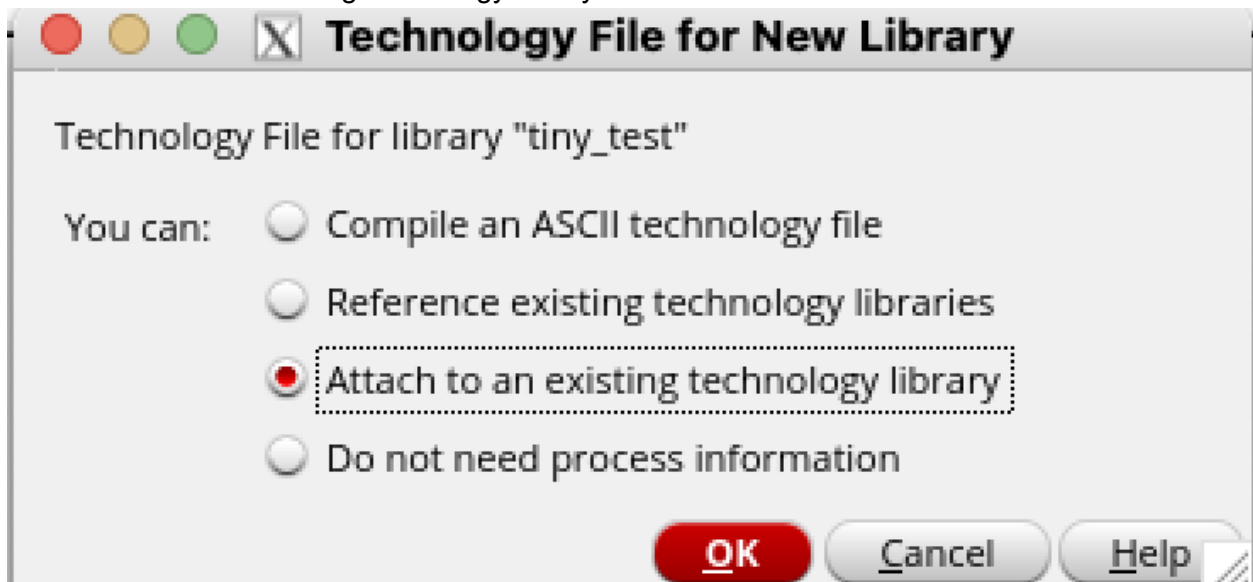 Technology File for New Library
Technology File for library "tiny_test"
You can: Compile an ASCII technology file
Reference existing technology libraries
Attach to an existing technology library
Do not need process information
OK Cancel Help